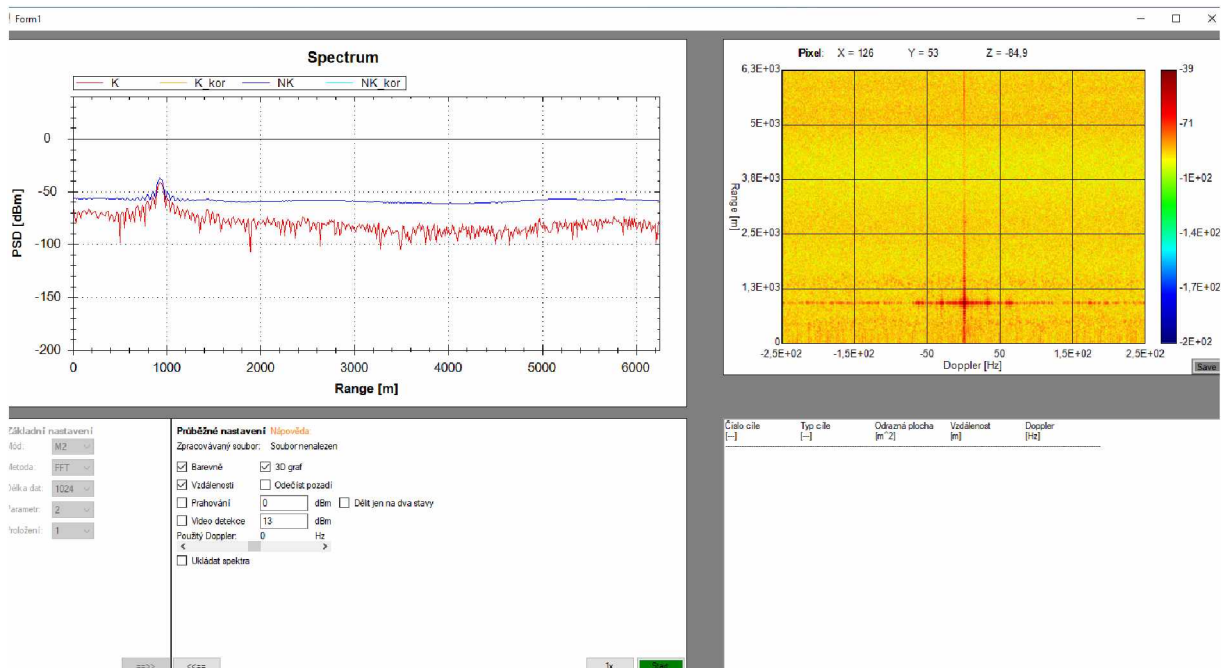 Form1
Spectrum
K K_kor NK NK_kor
0
-50
-100
-150
-200
PSD [dBm]
0 1000 2000 3000 4000 5000 6000
Range [m]
Pixel: X = 126 Y = 53 Z = -84,9
6,3E+03
5E+03
3,8E+03
2,5E+03
1,3E+03
0
Range [m]
-2,5E+02 -1,5E+02 -50 50 1,5E+02 2,5E+02
Doppler [Hz]
-39
-71
-1E+02
-1,4E+02
-1,7E+02
-2E+02
Save
Základní nastavení
Mód: M2
Metoda: FFT
Délka dat: 1024
Parametr: 2
Proložení: 1
Průběžné nastavení Nápověda:
Zpracovávaný soubor: Soubor nenalezen
Barevně 3D graf
Vzdálenosti Odečíst pozadí
Prahování 0 dBm Dělit jen na dva stavy
Video detekce 13 dBm
Použitý Doppler: 0 Hz
Ukládat spektra
==>> <<==
1x
Číslo cíle Typ cíle Odrazná plocha Vzdálenost Doppler
[--] [--] [m^2] [m] [Hz]